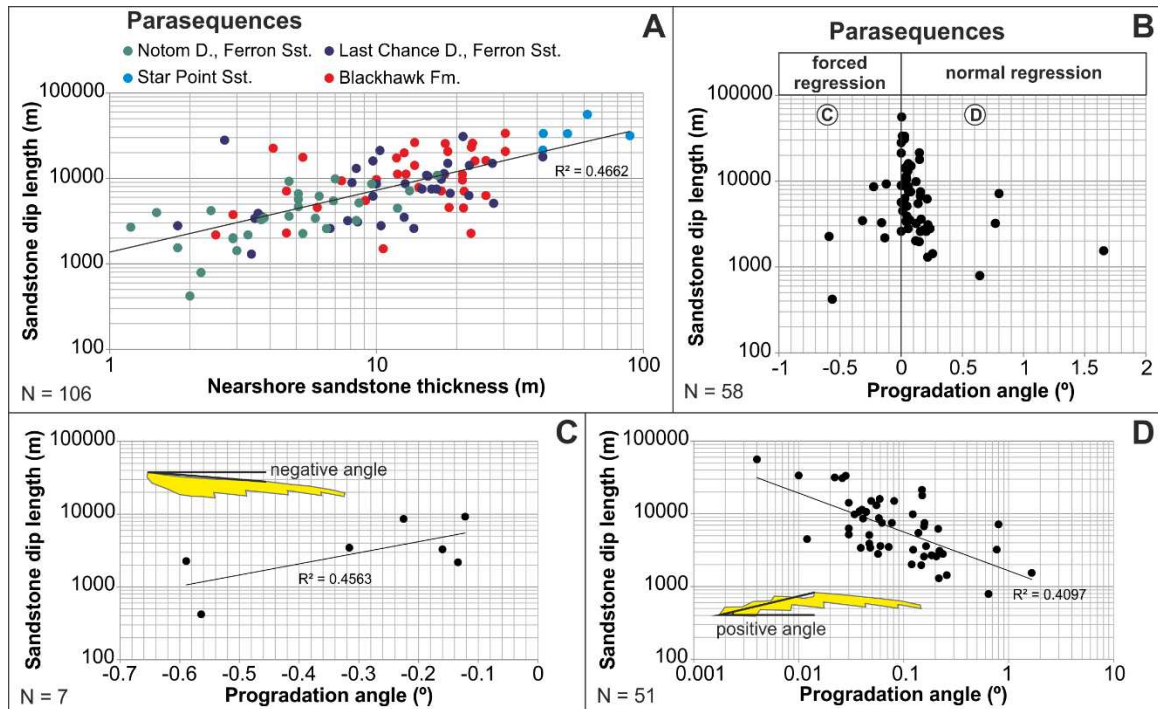 Parasequences
A
Notom D., Ferron Sst.
Last Chance D., Ferron Sst.
Star Point Sst.
Blackhawk Fm.
Sandstone dip length (m)
100000
10000
1000
100
R² = 0.4662
1
10
100
Nearshore sandstone thickness (m)
N = 106
Parasequences
B
forced regression
normal regression
C
D
Sandstone dip length (m)
100000
10000
1000
100
-1
-0.5
0
0.5
1
1.5
2
Progradation angle (º)
N = 58
C
Sandstone dip length (m)
100000
10000
1000
100
negative angle
R² = 0.4563
-0.7
-0.6
-0.5
-0.4
-0.3
-0.2
-0.1
0
Progradation angle (º)
N = 7
D
Sandstone dip length (m)
100000
10000
1000
100
R² = 0.4097
positive angle
0.001
0.01
0.1
1
10
Progradation angle (º)
N = 51